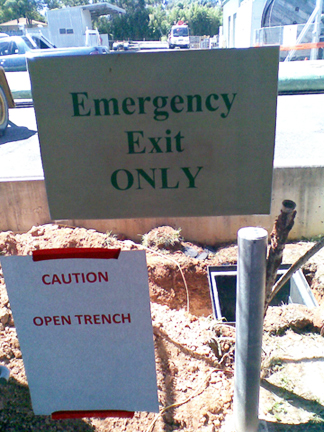 Emergency
Exit
ONLY
CAUTION
OPEN TRENCH